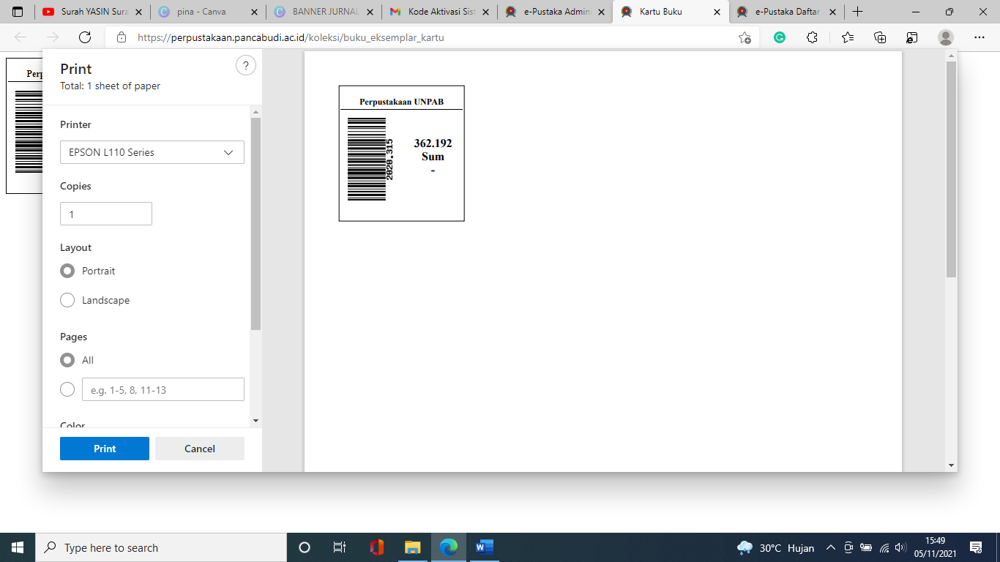 Surah YASIN Sura
pina - Canva
BANNER JURNAL
Kode Aktivasi Sist
e-Pustaka Admini
Kartu Buku
e-Pustaka Daftar
https://perpustakaan.pancabudi.ac.id/koleksi/buku_eksemplar_kartu
Print
?
Total: 1 sheet of paper
Printer
EPSON L110 Series
Copies
1
Layout
Portrait
Landscape
Pages
All
e.g. 1-5, 8, 11-13
Color
Print
Cancel
Perpustakaan UNPAB
2020.315
362.192
Sum
-
Type here to search
30°C Hujan
15:49
05/11/2021